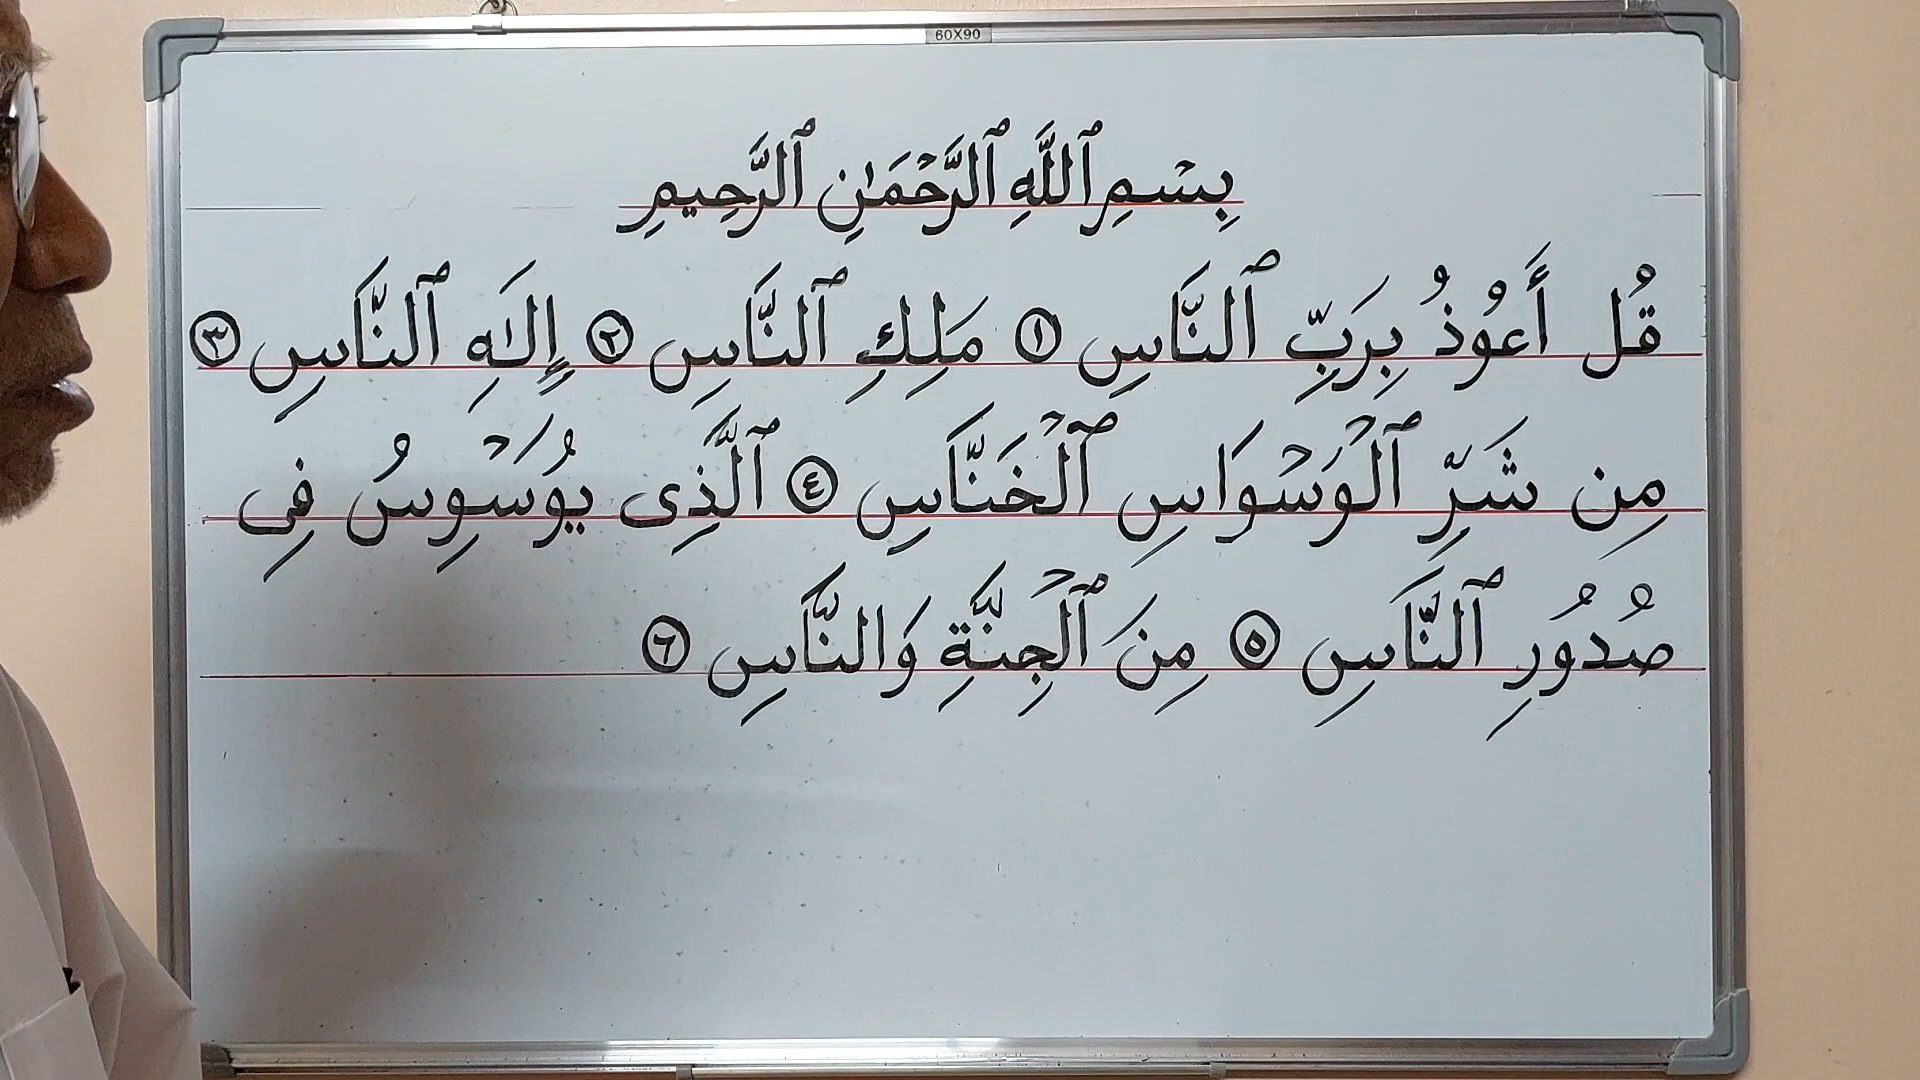 60X90
بِسۡمِ ٱللَّهِ ٱلرَّحۡمَٰنِ ٱلرَّحِيمِ
قُلۡ أَعُوذُ بِرَبِّ ٱلنَّاسِ ١ مَلِكِ ٱلنَّاسِ ٢ إِلَٰهِ ٱلنَّاسِ ٣
مِن شَرِّ ٱلۡوَسۡوَاسِ ٱلۡخَنَّاسِ ٤ ٱلَّذِى يُوَسۡوِسُ فِى
صُدُورِ ٱلنَّاسِ ٥ مِنَ ٱلۡجِنَّةِ وَالنَّاسِ ٦